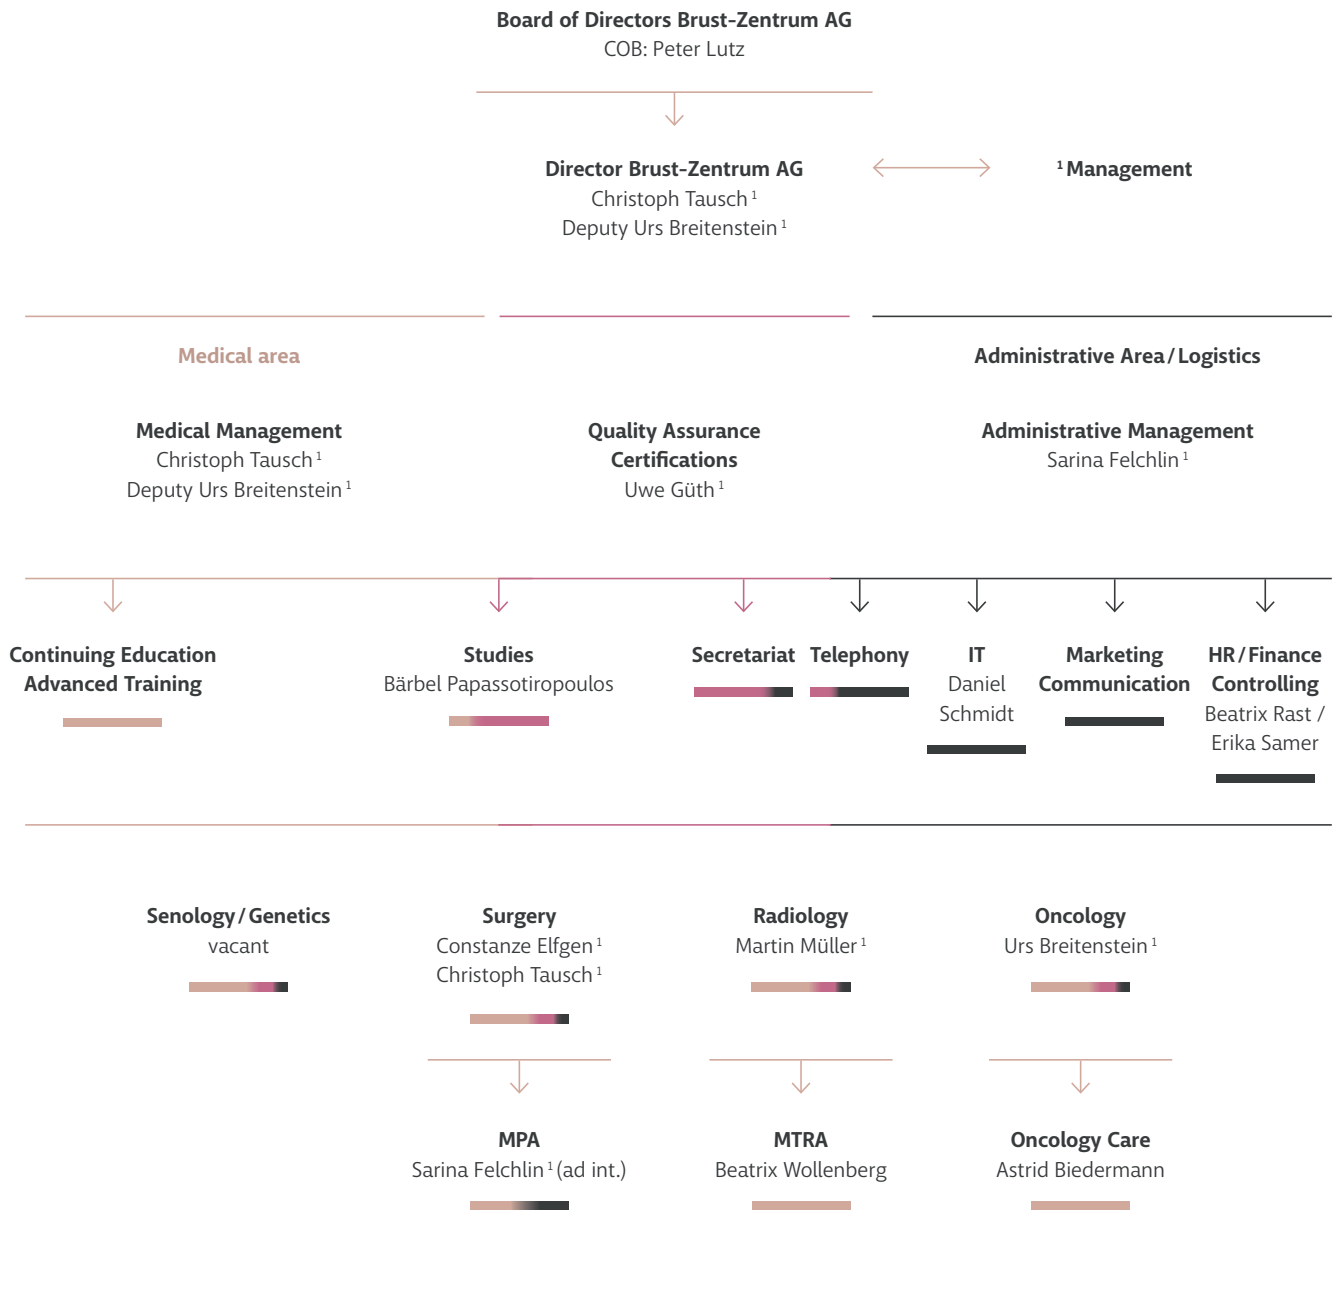 Board of Directors Brust-Zentrum AG
COB: Peter Lutz
Director Brust-Zentrum AG
Christoph Tausch ¹
Deputy Urs Breitenstein ¹
¹ Management
Medical area
Medical Management
Christoph Tausch ¹
Deputy Urs Breitenstein ¹
Quality Assurance
Certifications
Uwe Güth ¹
Administrative Area / Logistics
Administrative Management
Sarina Felchlin ¹
Continuing Education
Advanced Training
Studies
Bärbel Papassotiropoulos
Secretariat
Telephony
IT
Daniel
Schmidt
Marketing
Communication
HR / Finance
Controlling
Beatrix Rast /
Erika Samer
Senology / Genetics
vacant
Surgery
Constanze Elfgen ¹
Christoph Tausch ¹
Radiology
Martin Müller ¹
Oncology
Urs Breitenstein ¹
MPA
Sarina Felchlin ¹ (ad int.)
MTRA
Beatrix Wollenberg
Oncology Care
Astrid Biedermann